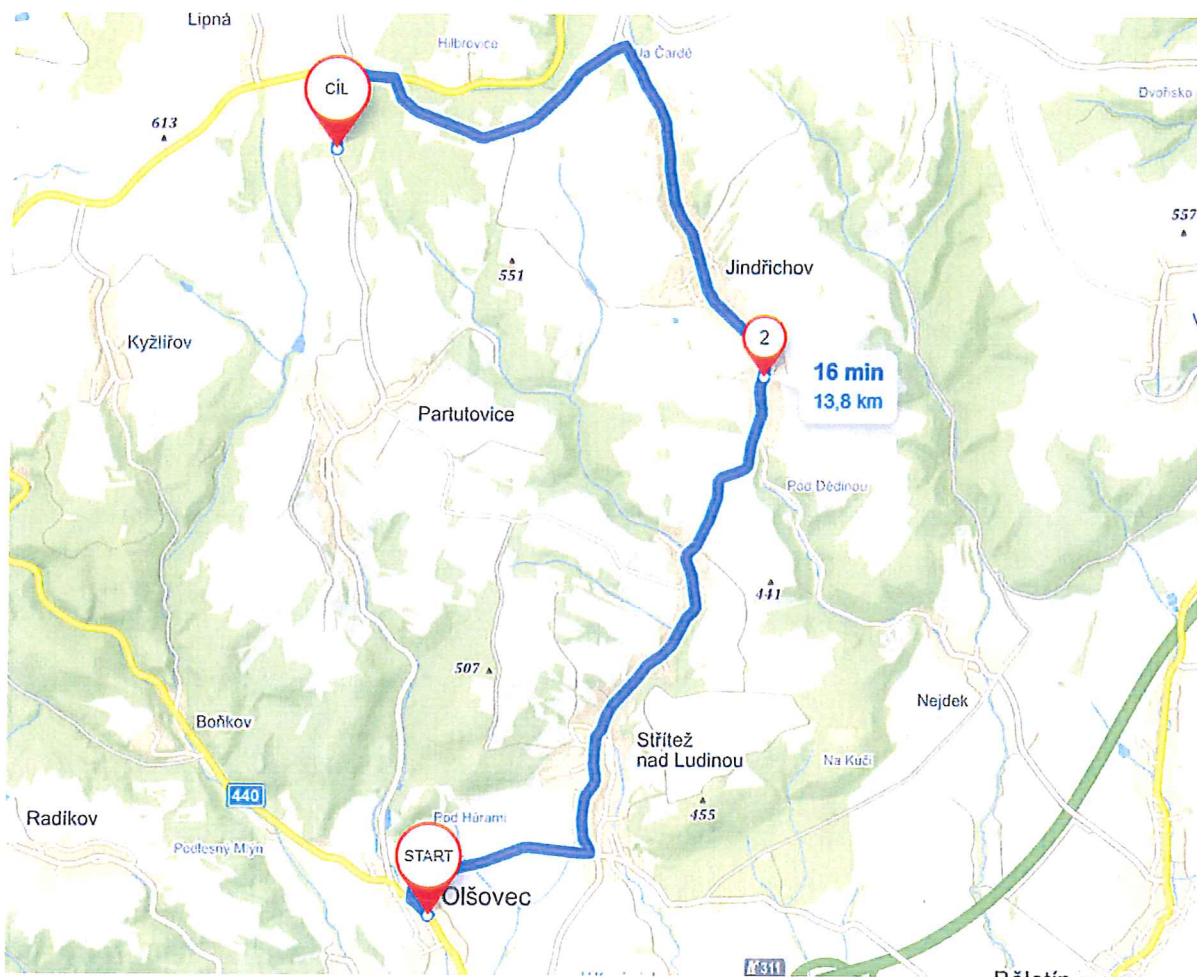 Lipná
Hilbrovice
Na Čardě
CÍL
Dvořisko
613
557
551
Jindřichov
Kyžlířov
2
16 min
13,8 km
Partutovice
Pod Dědinou
441
507
Boňkov
Nejdek
Střítež
nad Ludinou
Na Kučí
440
455
Radíkov
Pod Hůrami
Podlesný Mlýn
START
Olšovec
311